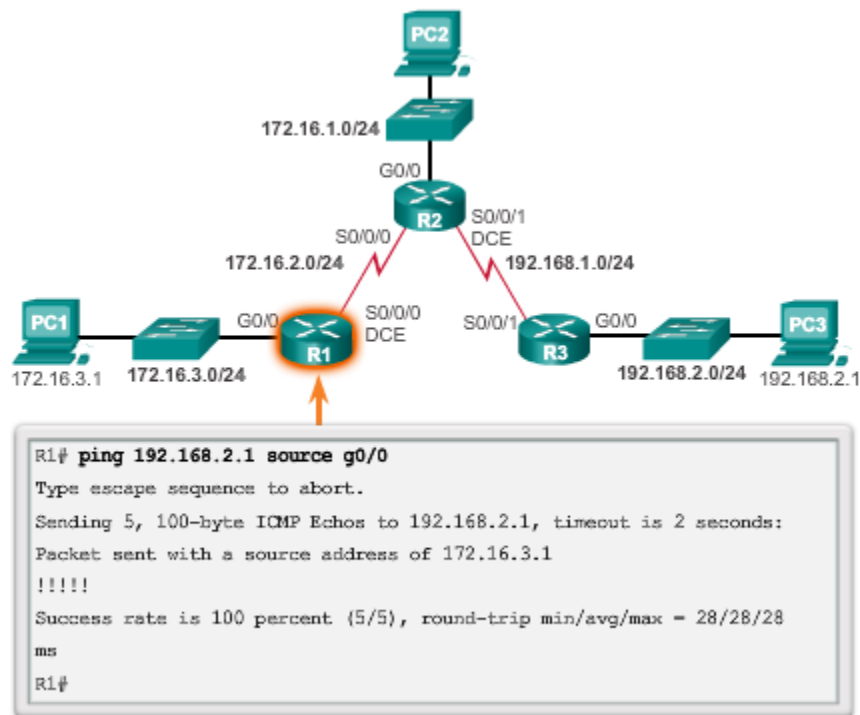 PC2
172.16.1.0/24
G0/0
R2
S0/0/1
DCE
S0/0/0
172.16.2.0/24
192.168.1.0/24
PC1
G0/0
S0/0/0
DCE
R1
S0/0/1
G0/0
R3
PC3
172.16.3.1
172.16.3.0/24
192.168.2.0/24
192.168.2.1
R1# ping 192.168.2.1 source g0/0
Type escape sequence to abort.
Sending 5, 100-byte ICMP Echos to 192.168.2.1, timeout is 2 seconds:
Packet sent with a source address of 172.16.3.1
!!!!!
Success rate is 100 percent (5/5), round-trip min/avg/max = 28/28/28
ms
R1#